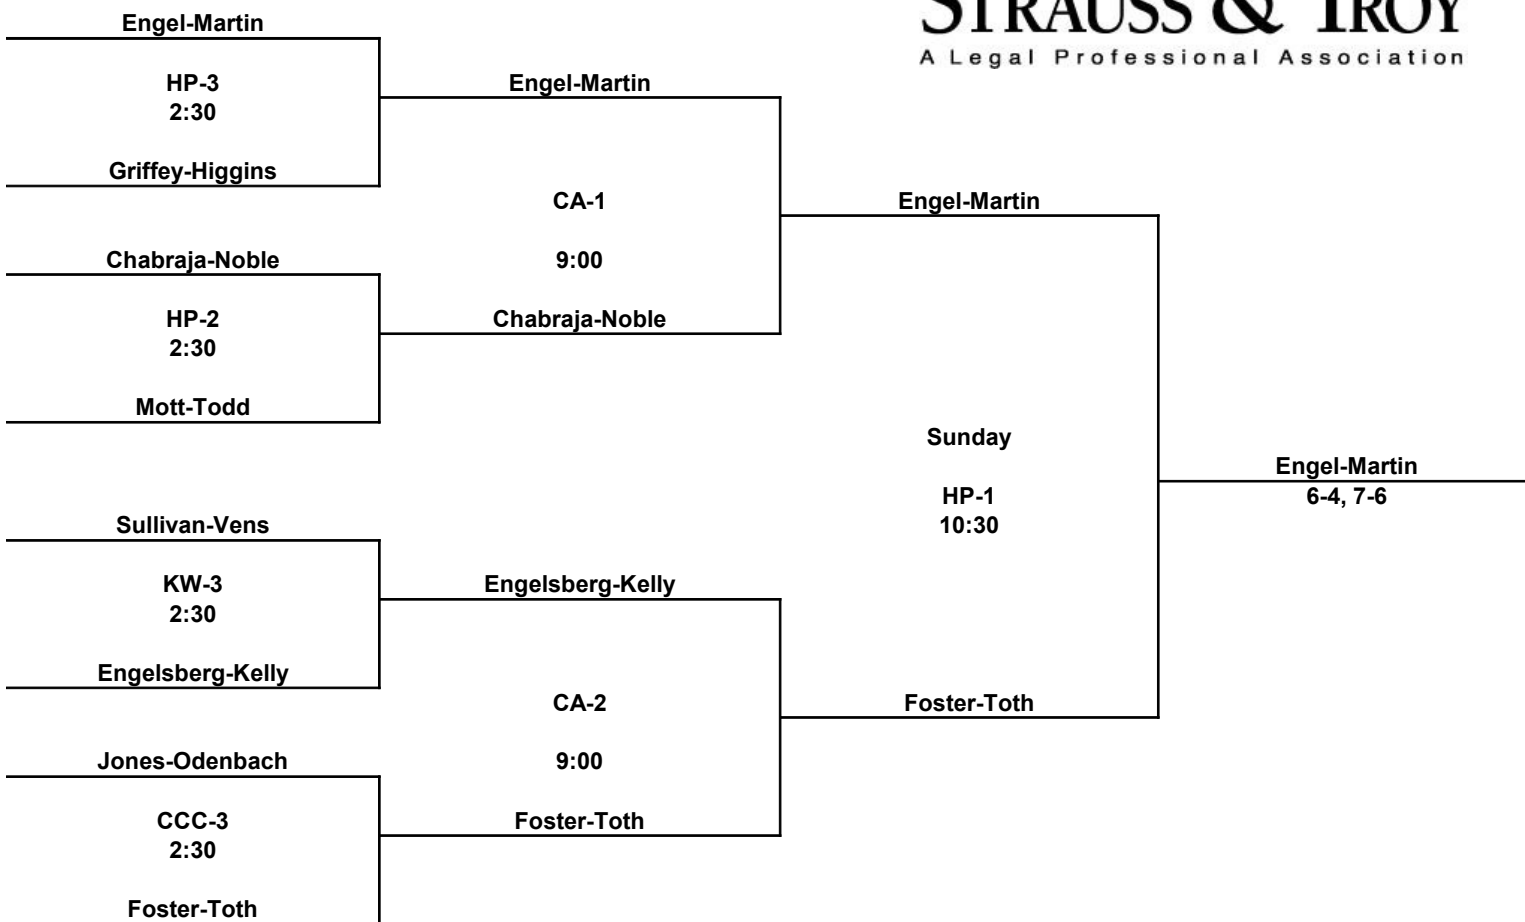 STRAUSS & TROY
A Legal Professional Association
Engel-Martin
HP-3
2:30
Griffey-Higgins
Chabraja-Noble
HP-2
2:30
Mott-Todd
Sullivan-Vens
KW-3
2:30
Engelsberg-Kelly
Jones-Odenbach
CCC-3
2:30
Foster-Toth
Engel-Martin
CA-1
9:00
Chabraja-Noble
Engelsberg-Kelly
CA-2
9:00
Foster-Toth
Engel-Martin
Sunday
HP-1
10:30
Foster-Toth
Engel-Martin
6-4, 7-6